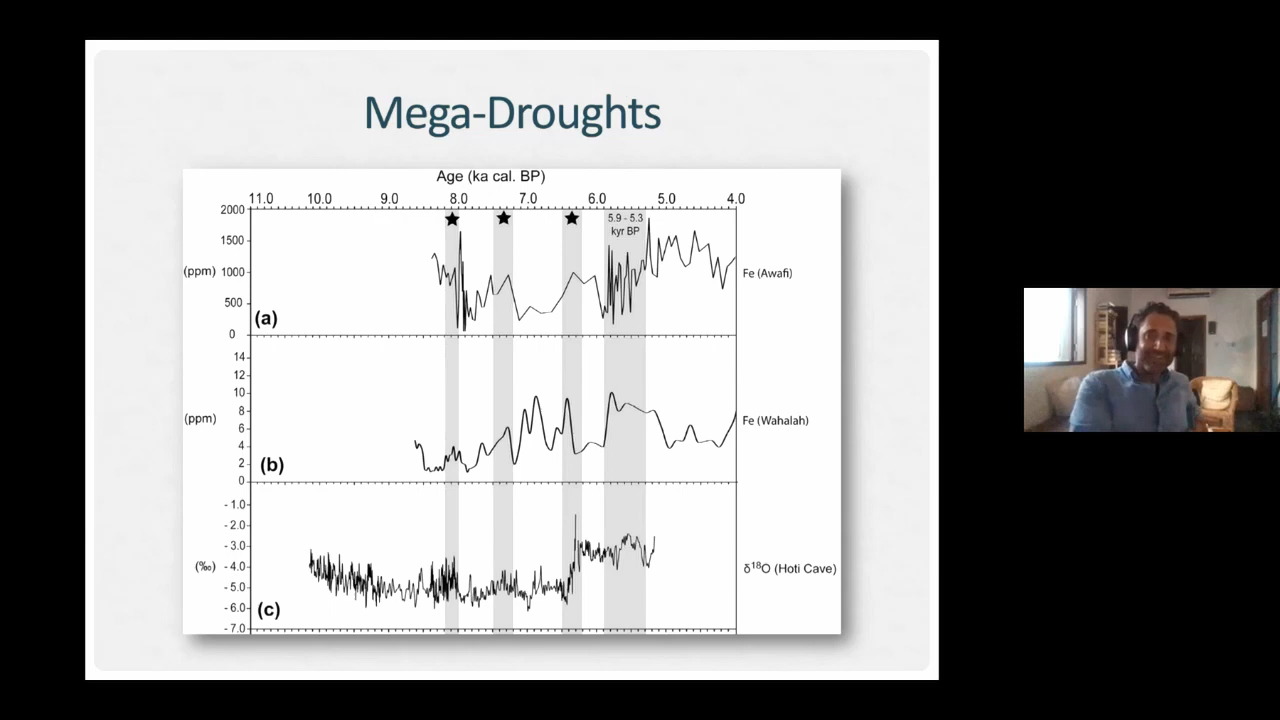 Mega-Droughts
Age (ka cal. BP)
11.0 10.0 9.0 8.0 7.0 6.0 5.0 4.0
2000
1500
(ppm) 1000
500
0
5.9 - 5.3
kyr BP
Fe (Awafi)
(a)
14
12
10
(ppm) 8
6
4
2
0
Fe (Wahalah)
(b)
- 1.0
- 2.0
- 3.0
(‰) - 4.0
- 5.0
- 6.0
- 7.0
δ¹⁸O (Hoti Cave)
(c)